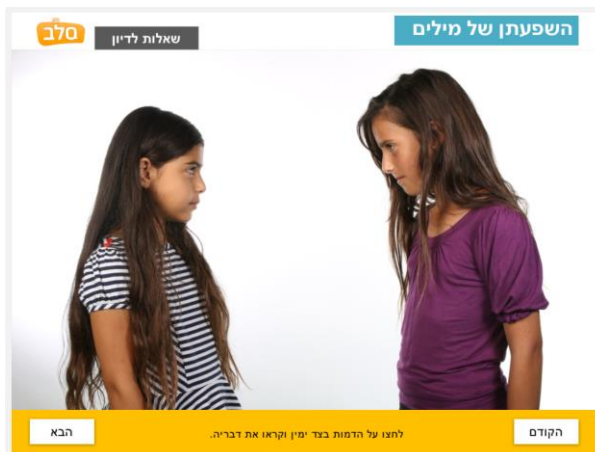 השפעתן של מילים
שאלות לדיון
סלב
הקודם
לחצו על הדמות בצד ימין וקראו את דבריה.
הבא